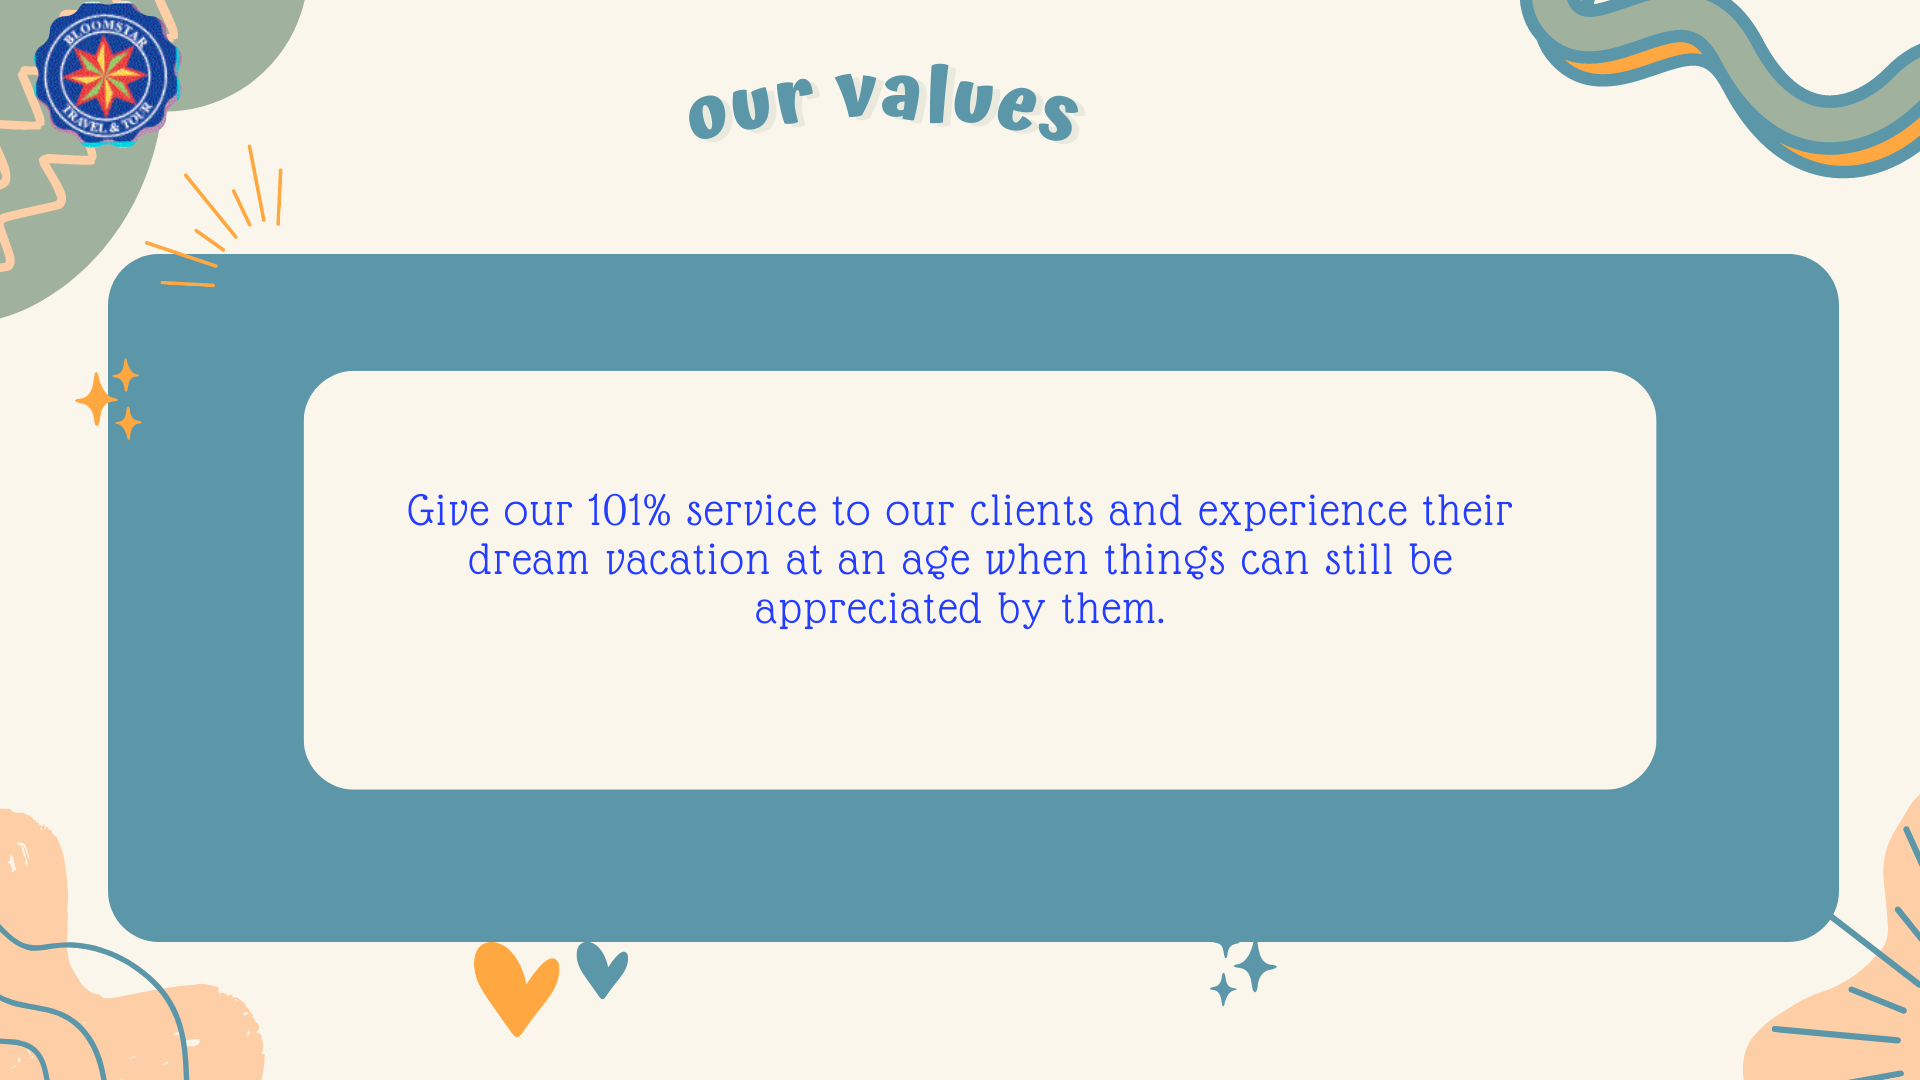 BLOOMSTAR
TRAVEL & TOUR
our values
Give our 101% service to our clients and experience their
dream vacation at an age when things can still be
appreciated by them.